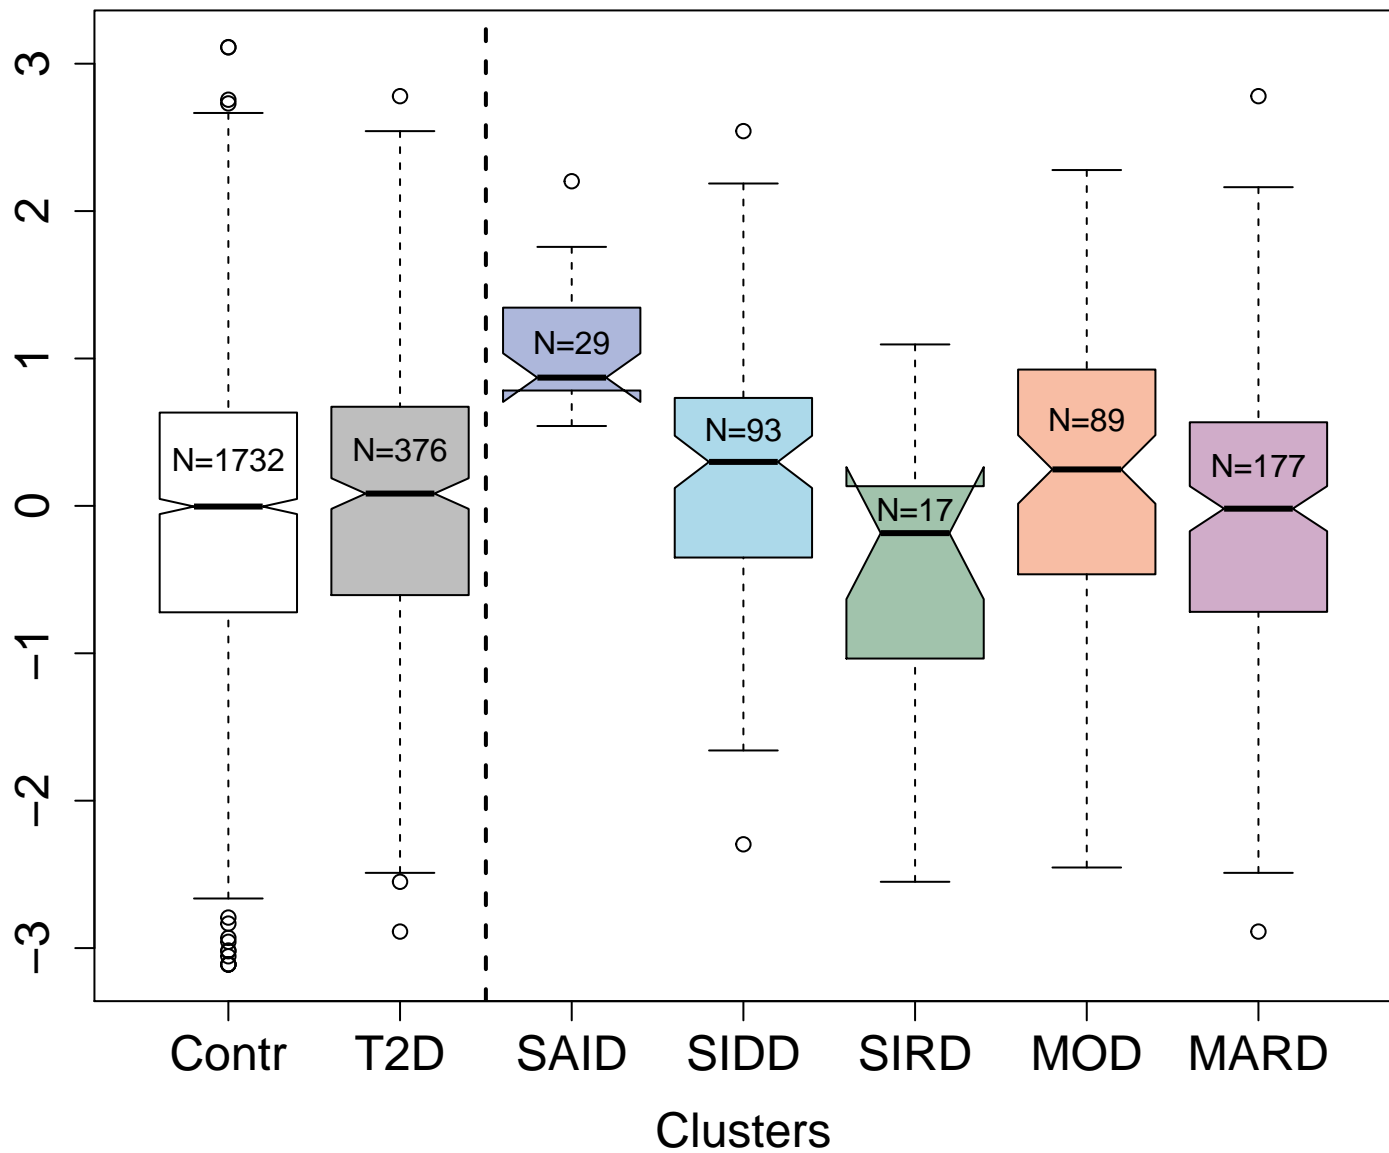 3
2
1
0
−1
−2
−3
N=1732
N=376
N=29
N=93
N=17
N=89
N=177
Contr T2D SAID SIDD SIRD MOD MARD
Clusters